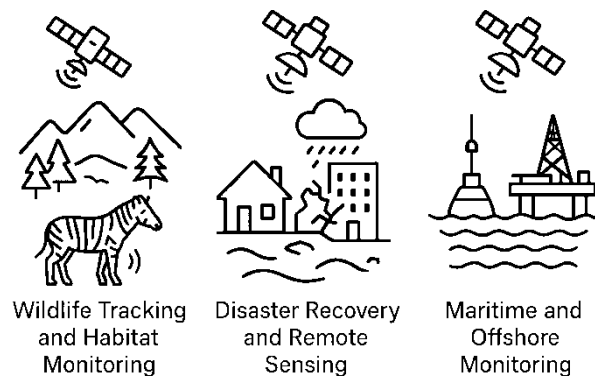 Wildlife Tracking
and Habitat
Monitoring
Disaster Recovery
and Remote
Sensing
Maritime and
Offshore
Monitoring